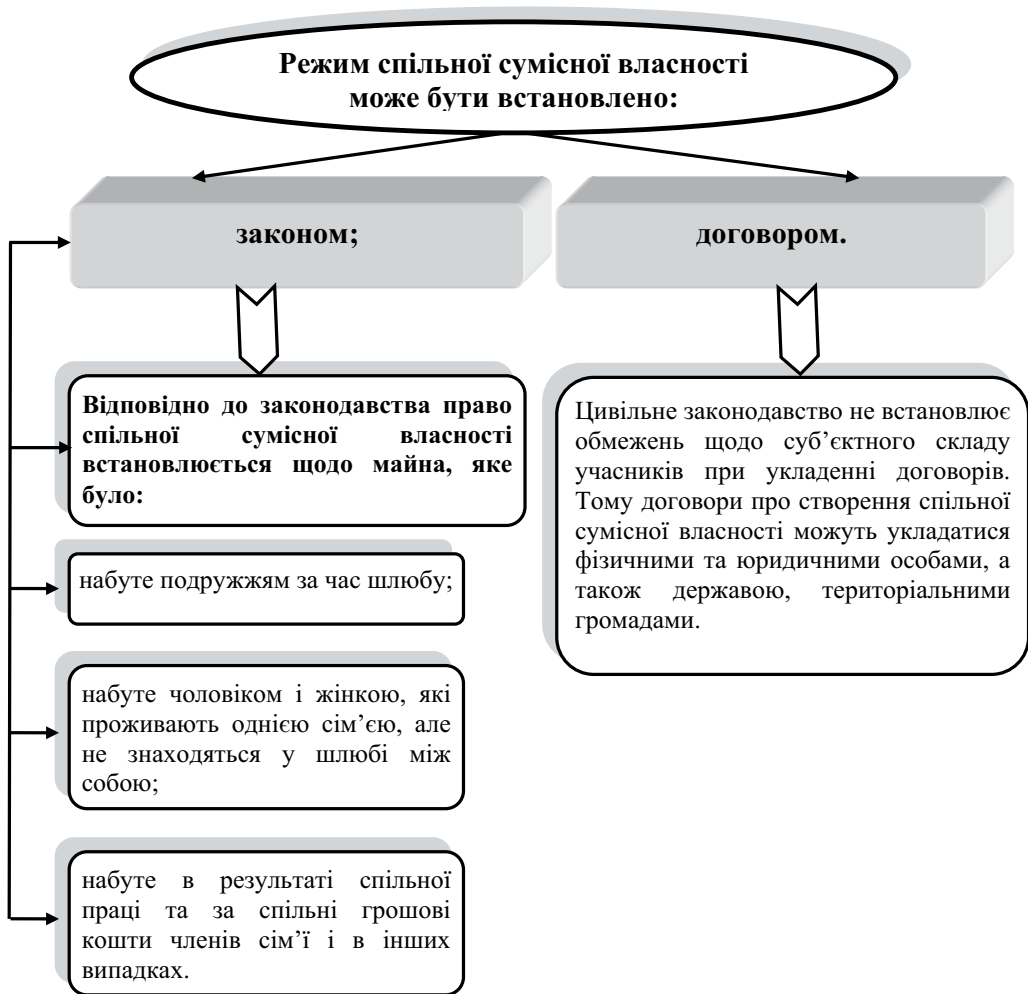 Режим спільної сумісної власності
може бути встановлено:
законом;
договором.
Відповідно до законодавства право
спільної сумісної власності
встановлюється щодо майна, яке
було:
набуте подружжям за час шлюбу;
набуте чоловіком і жінкою, які
проживають однією сім’єю, але
не знаходяться у шлюбі між
собою;
набуте в результаті спільної
праці та за спільні грошові
кошти членів сім’ї і в інших
випадках.
Цивільне законодавство не встановлює
обмежень щодо суб’єктного складу
учасників при укладенні договорів.
Тому договори про створення спільної
сумісної власності можуть укладатися
фізичними та юридичними особами, а
також державою, територіальними
громадами.